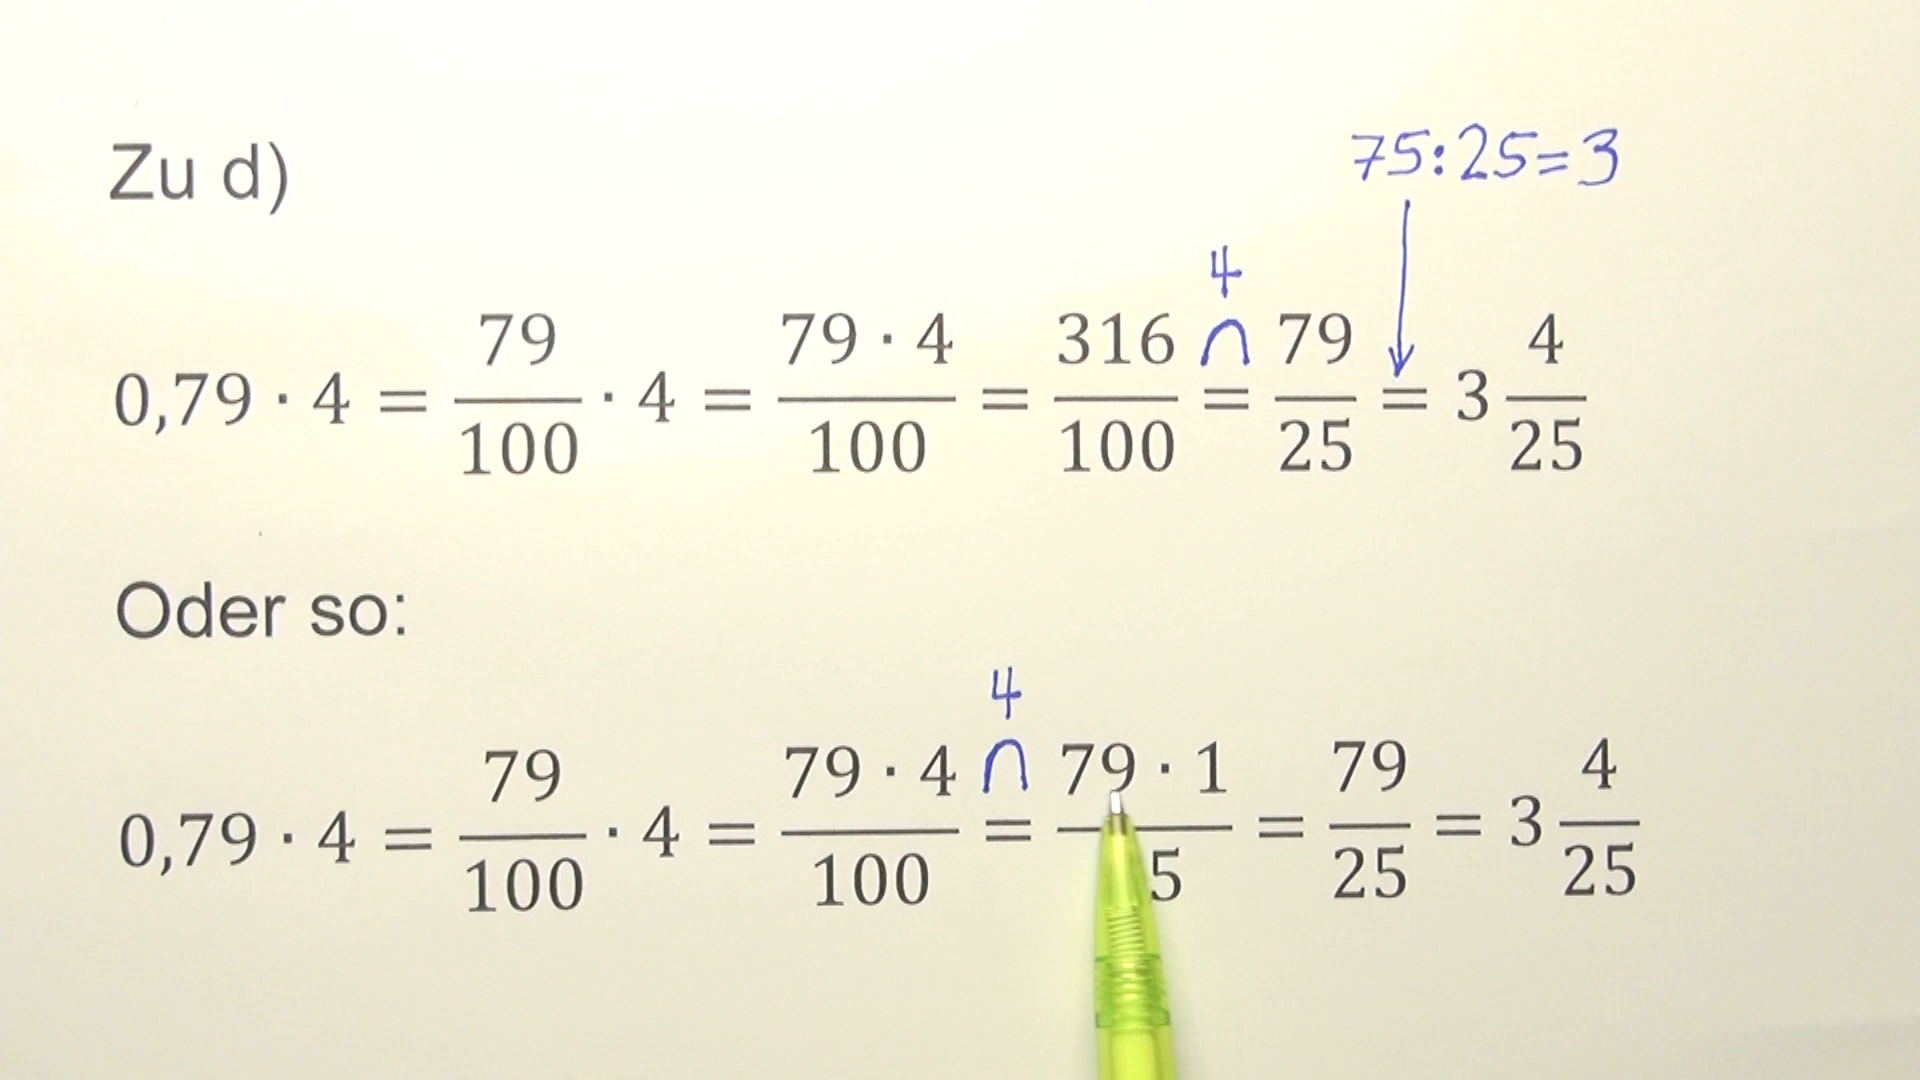 Zu d)
75:25=3
4
0,79 · 4 = 79/100 · 4 = 79 · 4/100 = 316/100 ∩ = 79/25 = 3 4/25
Oder so:
4
0,79 · 4 = 79/100 · 4 = 79 · 4/100 ∩ = 79 · 1/5 = 79/25 = 3 4/25